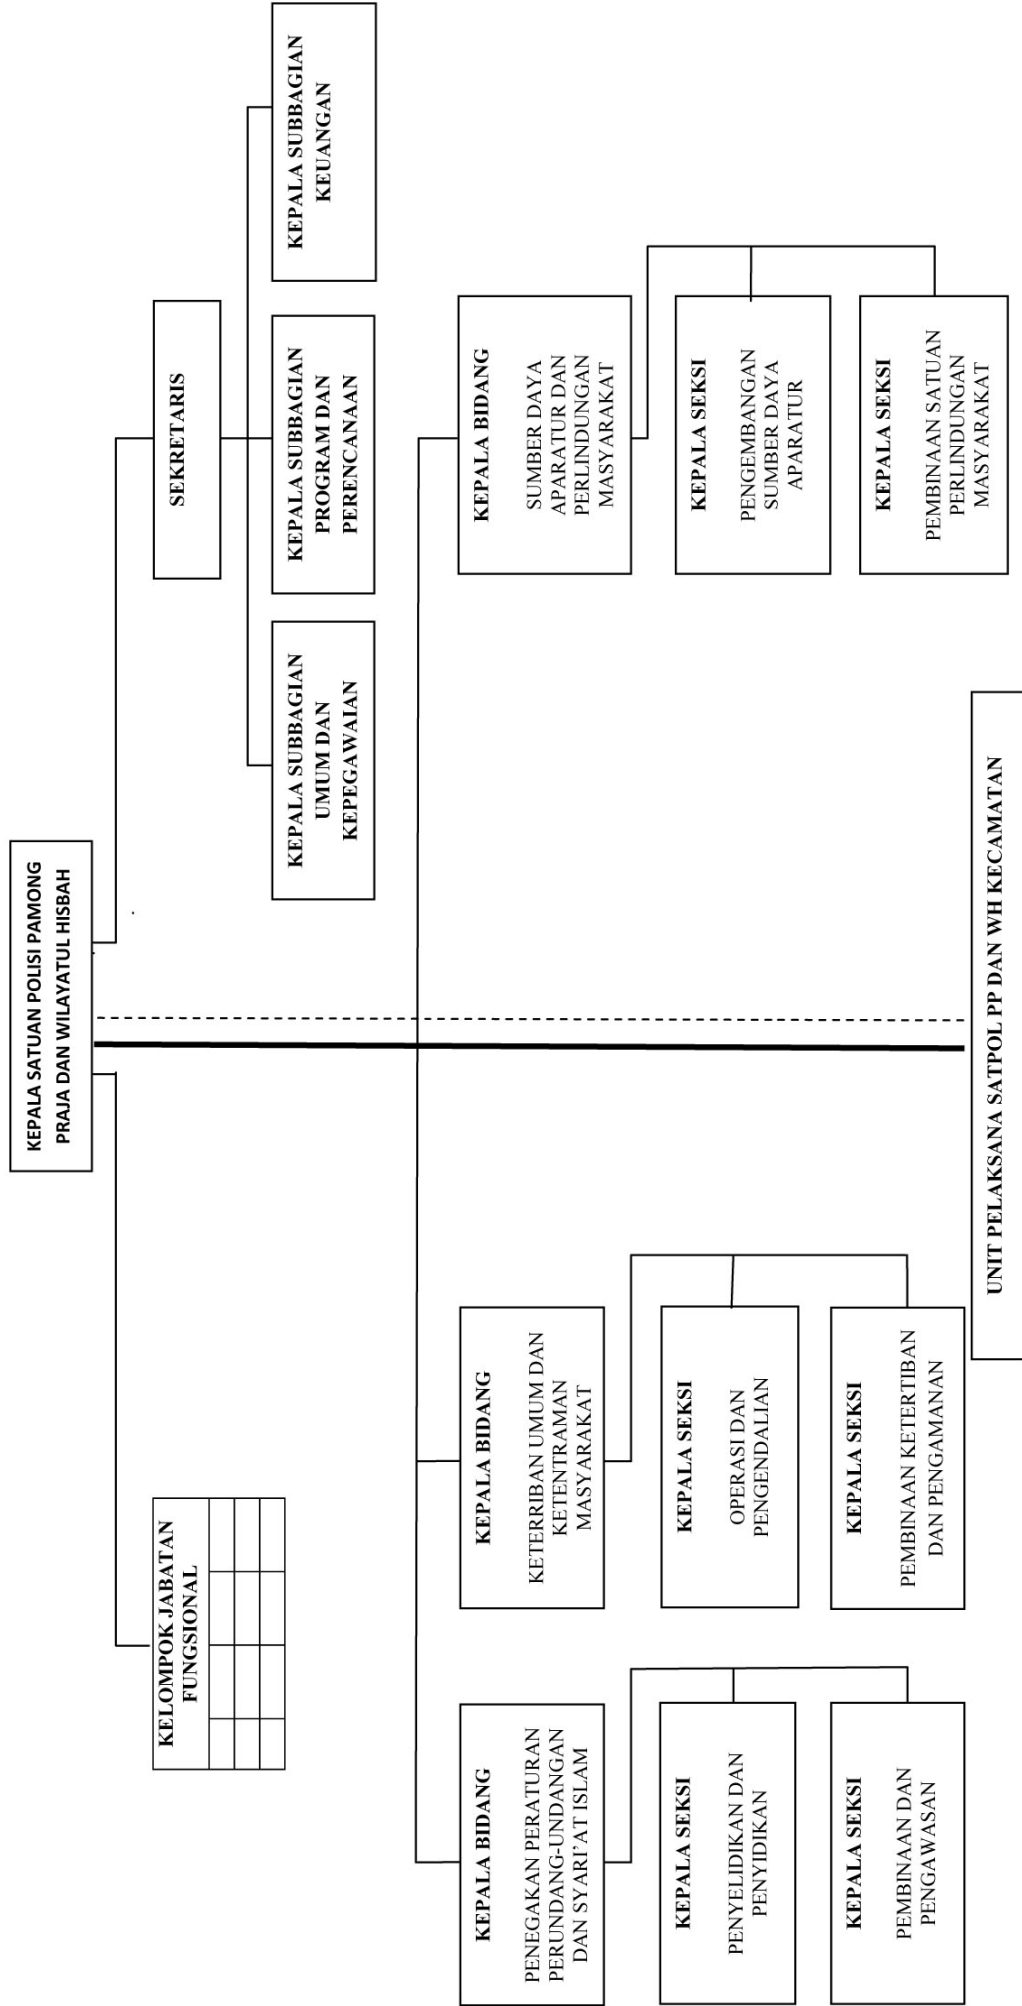 KEPALA SATUAN POLISI PAMONG
PRAJA DAN WILAYATUL HISBAH
KELOMPOK JABATAN
FUNGSIONAL
SEKRETARIS
KEPALA SUBBAGIAN
UMUM DAN
KEPEGAWAIAN
KEPALA SUBBAGIAN
PROGRAM DAN
PERENCANAAN
KEPALA SUBBAGIAN
KEUANGAN
KEPALA BIDANG
PENEGAKAN PERATURAN
PERUNDANG-UNDANGAN
DAN SYARI'AT ISLAM
KEPALA SEKSI
PENYELIDIKAN DAN
PENYIDIKAN
KEPALA SEKSI
PEMBINAAN DAN
PENGAWASAN
KEPALA BIDANG
KETERRIBAN UMUM DAN
KETENTRAMAN
MASYARAKAT
KEPALA SEKSI
OPERASI DAN
PENGENDALIAN
KEPALA SEKSI
PEMBINAAN KETERTIBAN
DAN PENGAMANAN
KEPALA BIDANG
SUMBER DAYA
APARATUR DAN
PERLINDUNGAN
MASYARAKAT
KEPALA SEKSI
PENGEMBANGAN
SUMBER DAYA
APARATUR
KEPALA SEKSI
PEMBINAAN SATUAN
PERLINDUNGAN
MASYARAKAT
UNIT PELAKSANA SATPOL PP DAN WH KECAMATAN